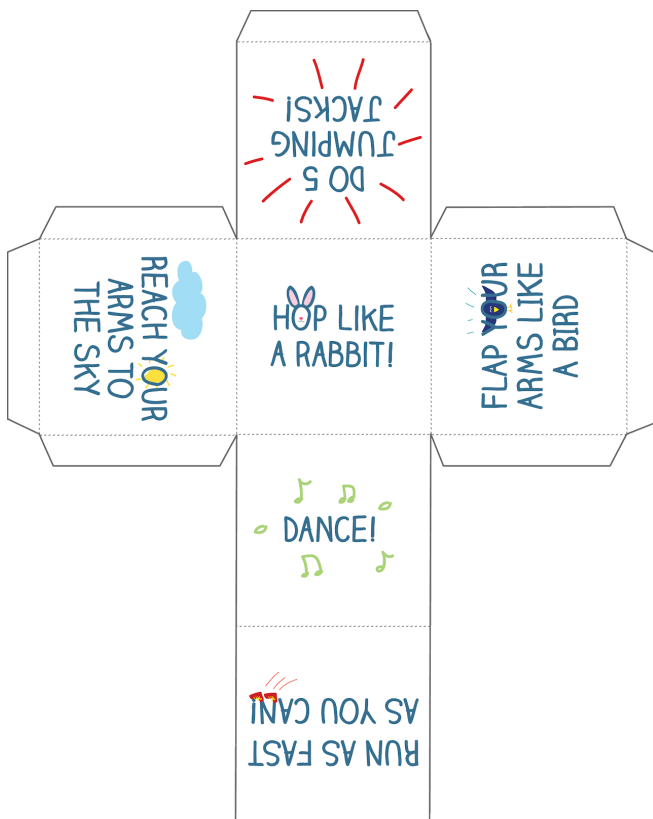 DO 5
JUMPING
JACKS!
REACH YOUR
ARMS TO
THE SKY
HOP LIKE
A RABBIT!
FLAP YOUR
ARMS LIKE
A BIRD
DANCE!
RUN AS FAST
AS YOU CAN!